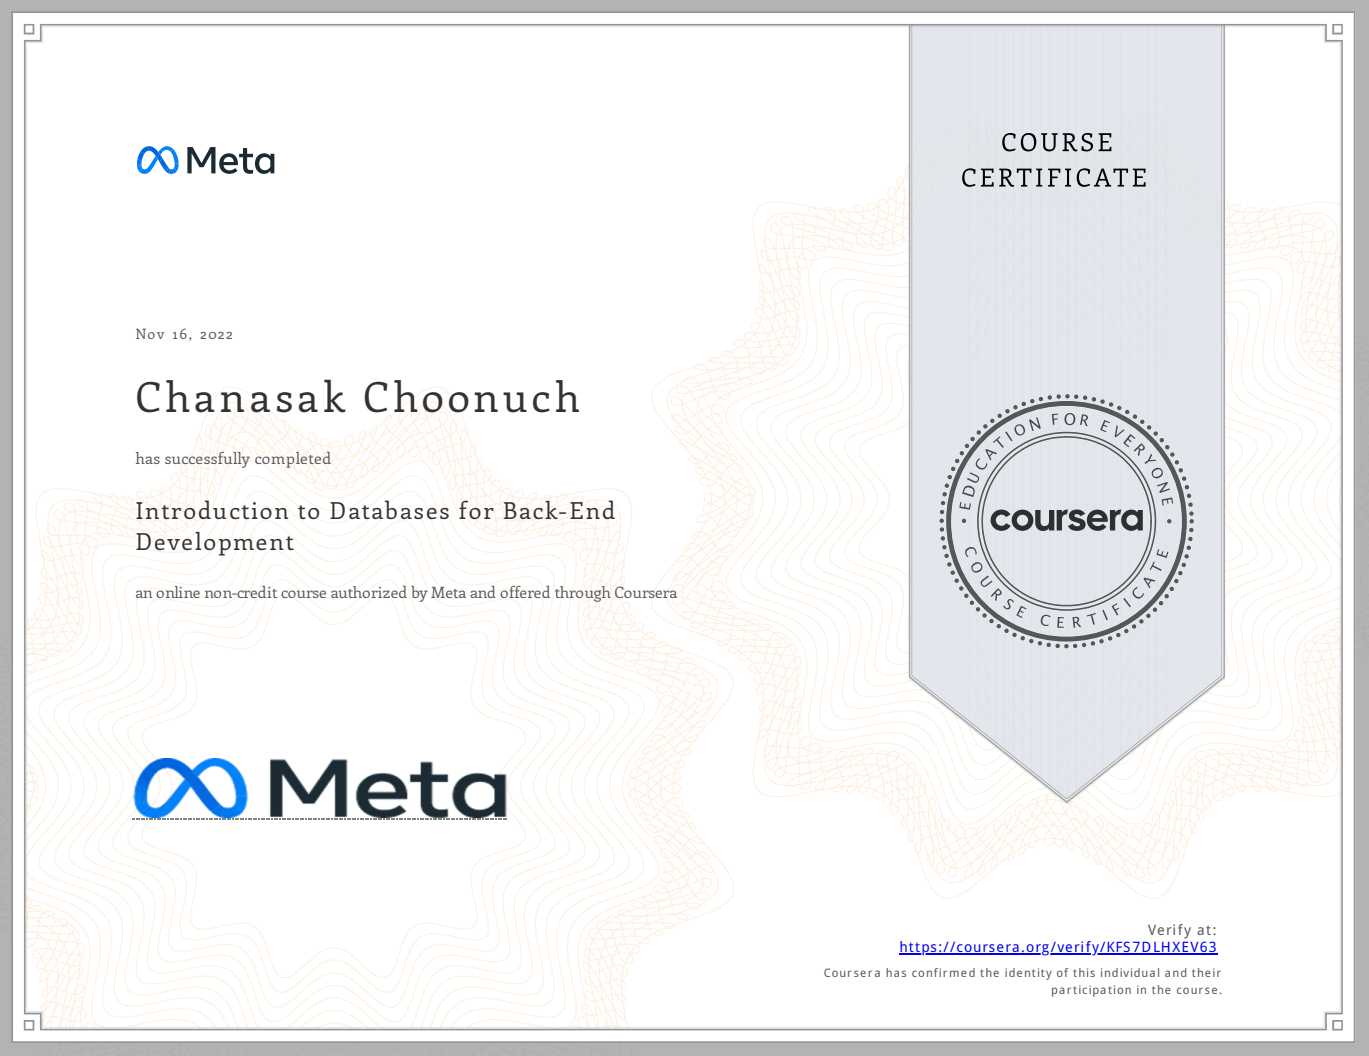 Meta
COURSE
CERTIFICATE
Nov 16, 2022
Chanasak Choonuch
has successfully completed
Introduction to Databases for Back-End
Development
an online non-credit course authorized by Meta and offered through Coursera
EDUCATION FOR EVERYONE
coursera
COURSE CERTIFICATE
Meta
Verify at:
https://coursera.org/verify/KFS7DLHXEV63
Coursera has confirmed the identity of this individual and their
participation in the course.